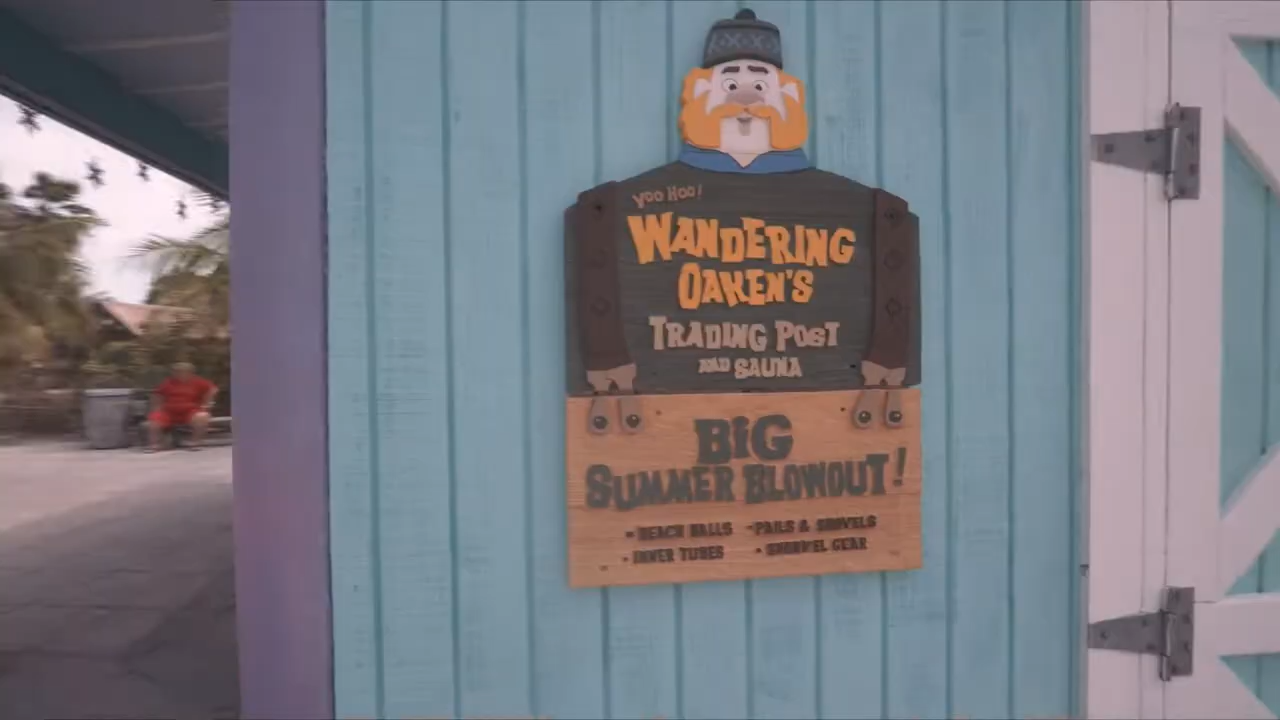 YOO HOO!
WANDERING
OAKEN'S
TRADING POST
AND SAUNA
BIG
SUMMER BLOWOUT!
• BEACH BALLS • PAILS & SHOVELS
• INNER TUBES • SNORKEL GEAR